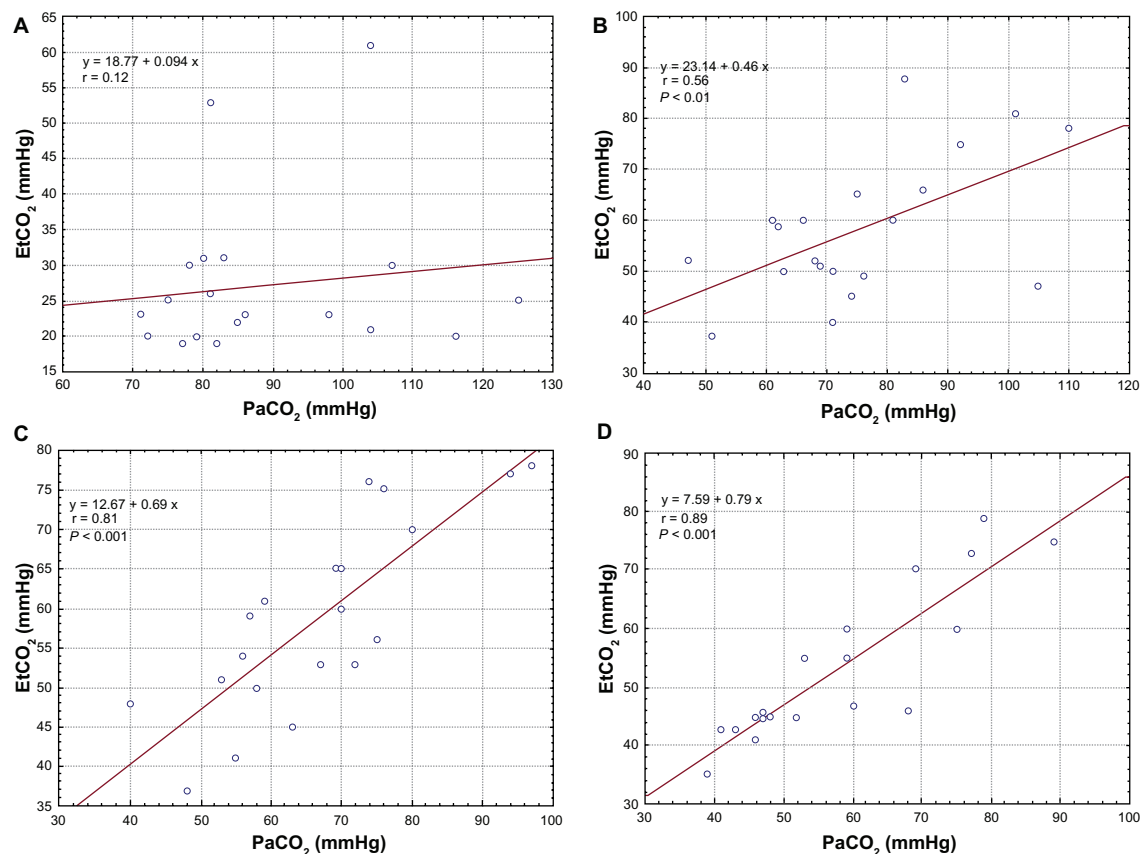 A
y = 18.77 + 0.094 x
r = 0.12
65
60
55
50
45
40
35
30
25
20
15
EtCO₂ (mmHg)
60 70 80 90 100 110 120 130
PaCO₂ (mmHg)
B
y = 23.14 + 0.46 x
r = 0.56
P < 0.01
100
90
80
70
60
50
40
30
EtCO₂ (mmHg)
40 50 60 70 80 90 100 110 120
PaCO₂ (mmHg)
C
y = 12.67 + 0.69 x
r = 0.81
P < 0.001
80
75
70
65
60
55
50
45
40
35
EtCO₂ (mmHg)
30 40 50 60 70 80 90 100
PaCO₂ (mmHg)
D
y = 7.59 + 0.79 x
r = 0.89
P < 0.001
90
80
70
60
50
40
30
EtCO₂ (mmHg)
30 40 50 60 70 80 90 100
PaCO₂ (mmHg)